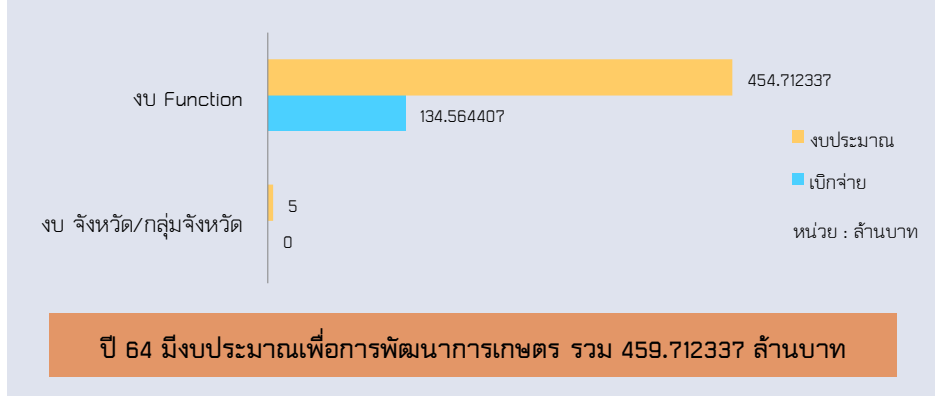 454.712337
งบ Function
134.564407
งบประมาณ
เบิกจ่าย
5
งบ จังหวัด/กลุ่มจังหวัด
0
หน่วย : ล้านบาท
ปี 64 มีงบประมาณเพื่อการพัฒนาการเกษตร รวม 459.712337 ล้านบาท